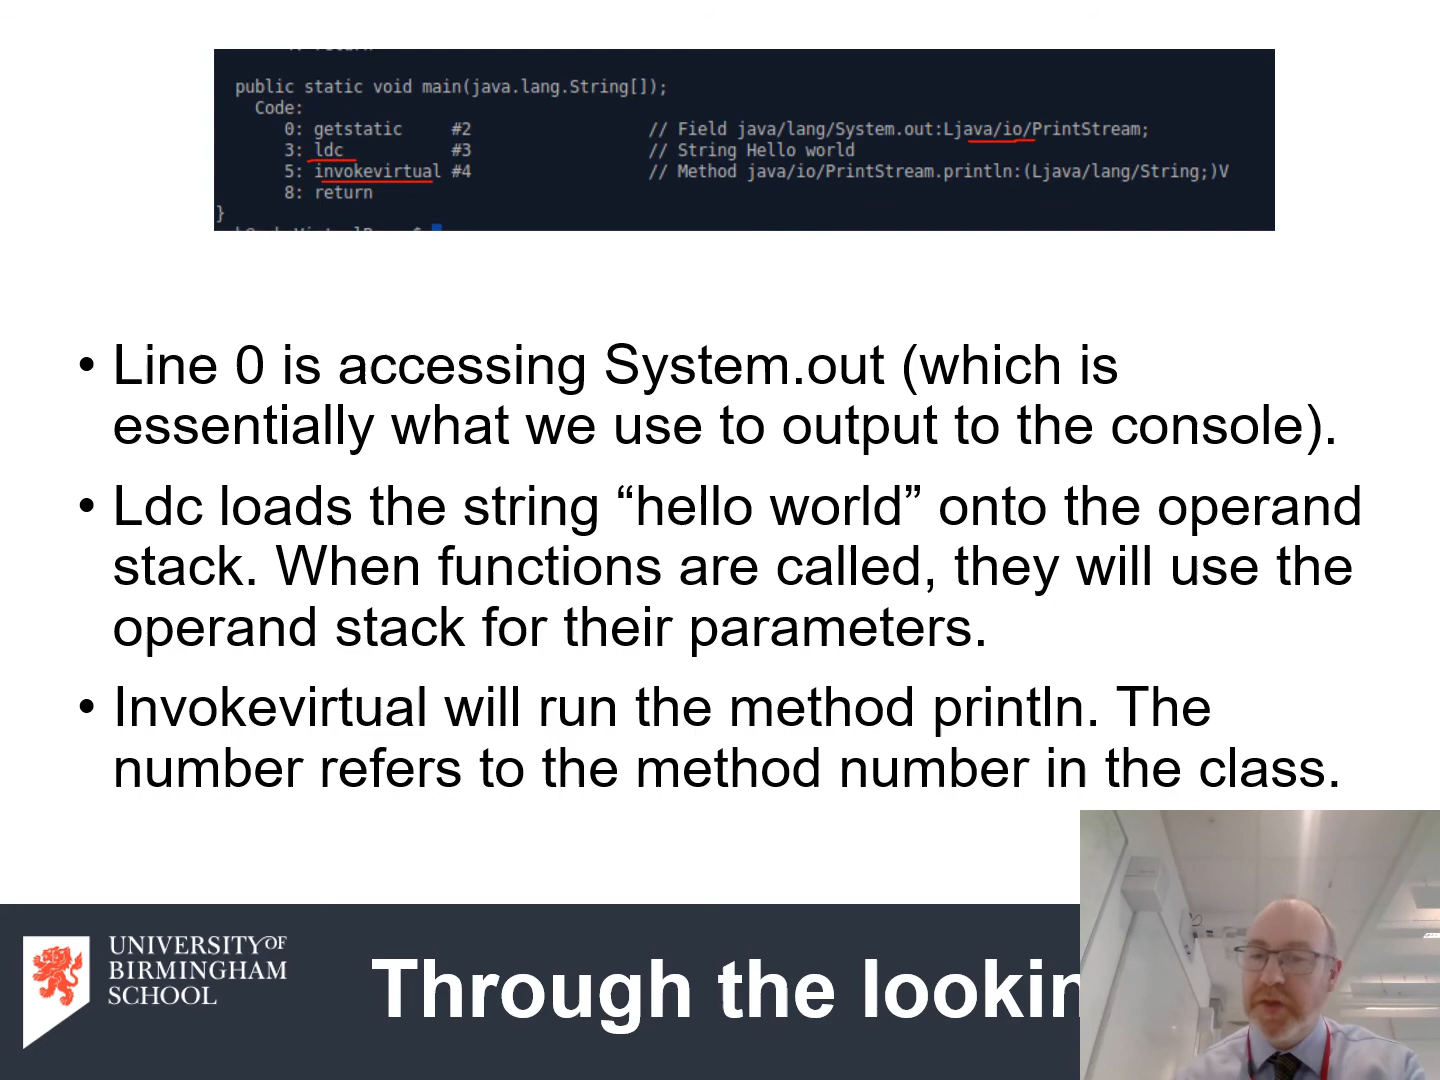 public static void main(java.lang.String[]);
Code:
0: getstatic #2 // Field java/lang/System.out:Ljava/io/PrintStream;
3: ldc #3 // String Hello world
5: invokevirtual #4 // Method java/io/PrintStream.println:(Ljava/lang/String;)V
8: return
}
• Line 0 is accessing System.out (which is
essentially what we use to output to the console).
• Ldc loads the string “hello world” onto the operand
stack. When functions are called, they will use the
operand stack for their parameters.
• Invokevirtual will run the method println. The
number refers to the method number in the class.
UNIVERSITY OF
BIRMINGHAM
SCHOOL
Through the lookin